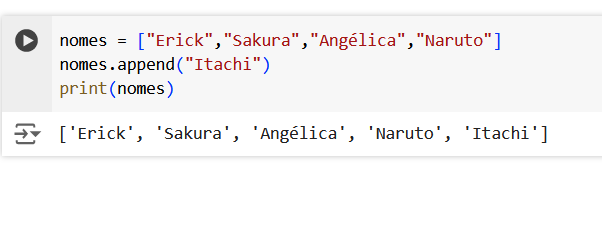 nomes = ["Erick","Sakura","Angélica","Naruto"]
nomes.append("Itachi")
print(nomes)
['Erick', 'Sakura', 'Angélica', 'Naruto', 'Itachi']